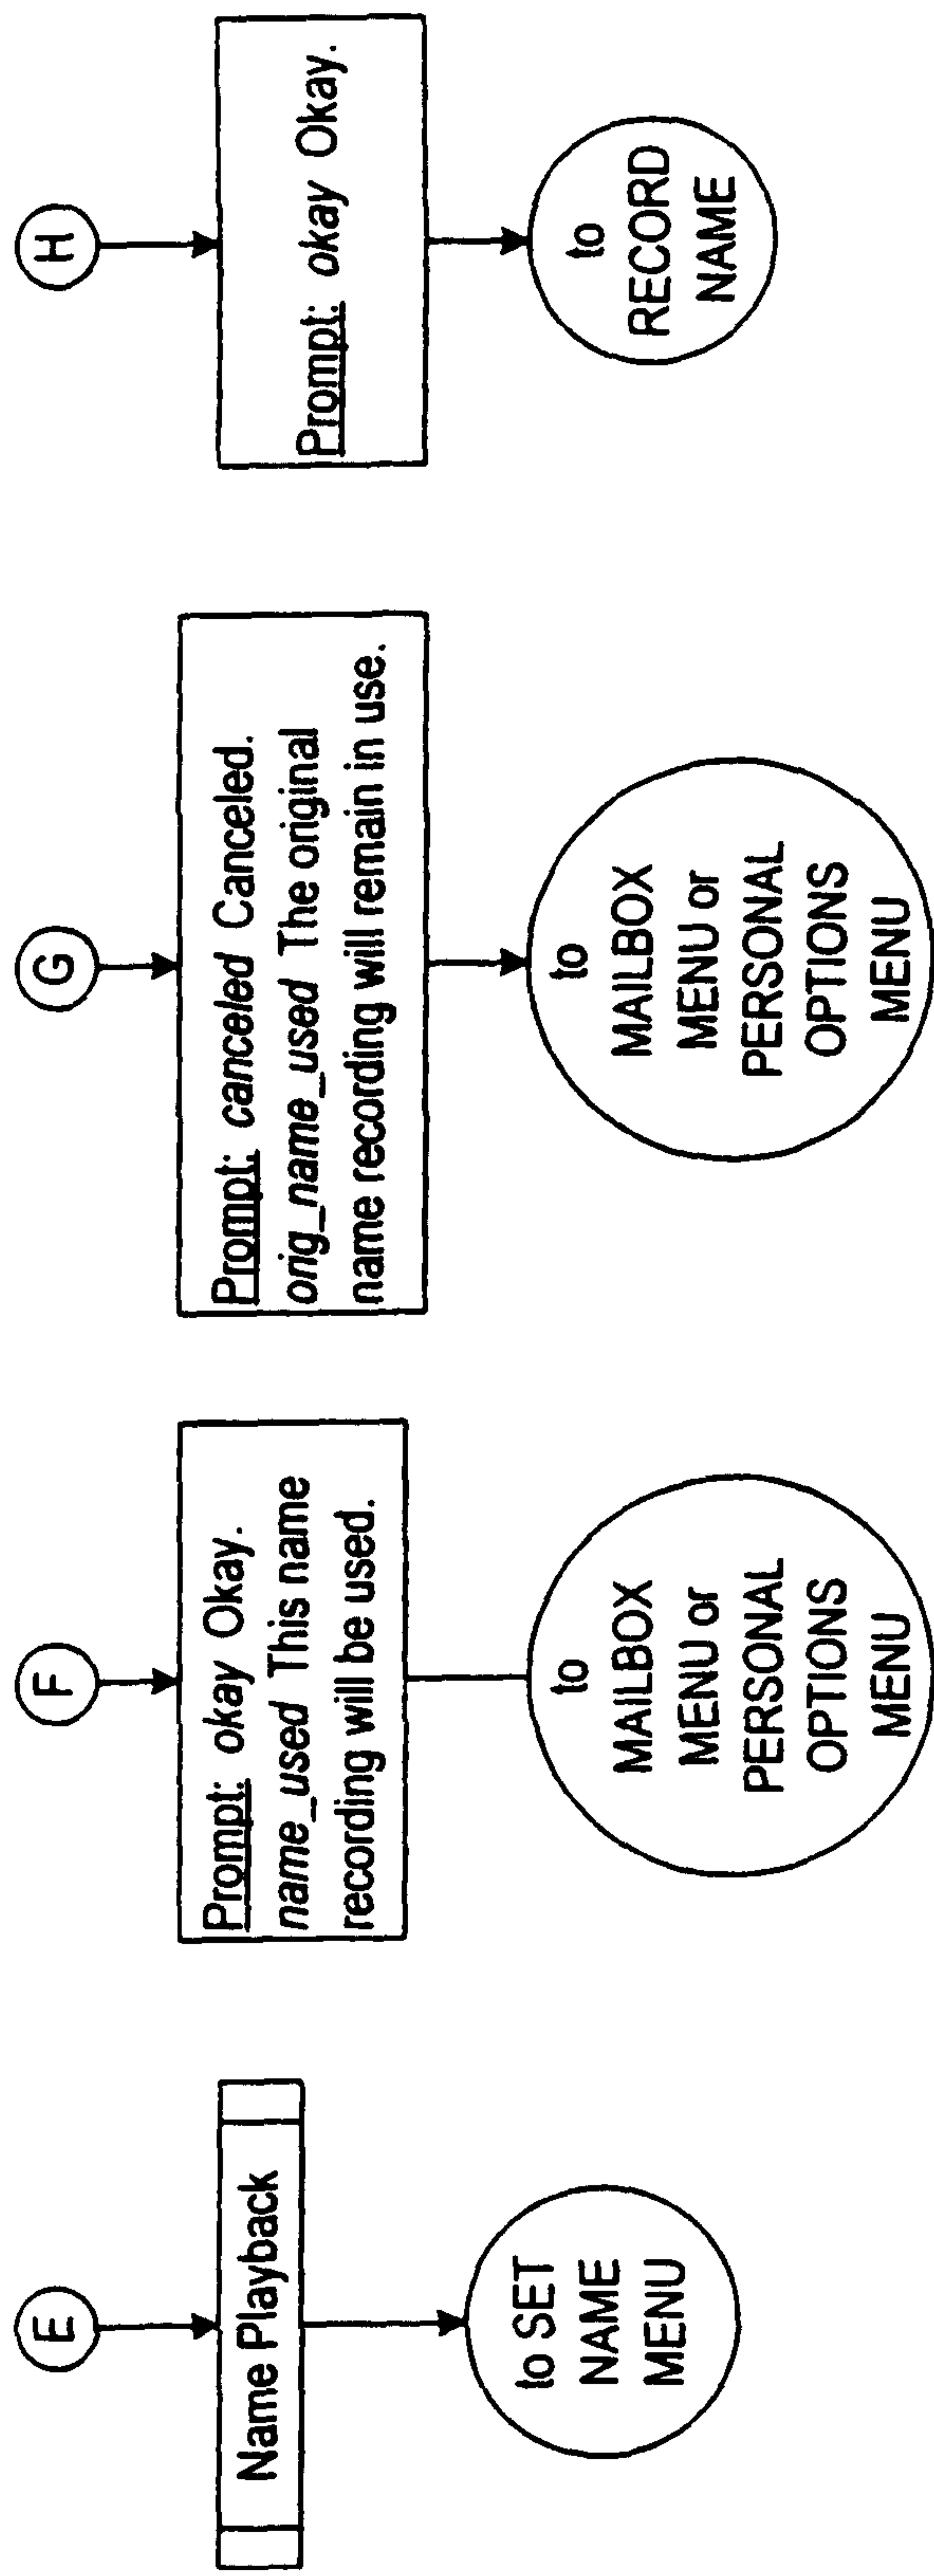 E
Name Playback
to SET
NAME
MENU
F
Prompt: okay Okay.
name_used This name
recording will be used.
to
MAILBOX
MENU or
PERSONAL
OPTIONS
MENU
G
Prompt: canceled Canceled.
orig_name_used The original
name recording will remain in use.
to
MAILBOX
MENU or
PERSONAL
OPTIONS
MENU
H
Prompt: okay Okay.
to
RECORD
NAME